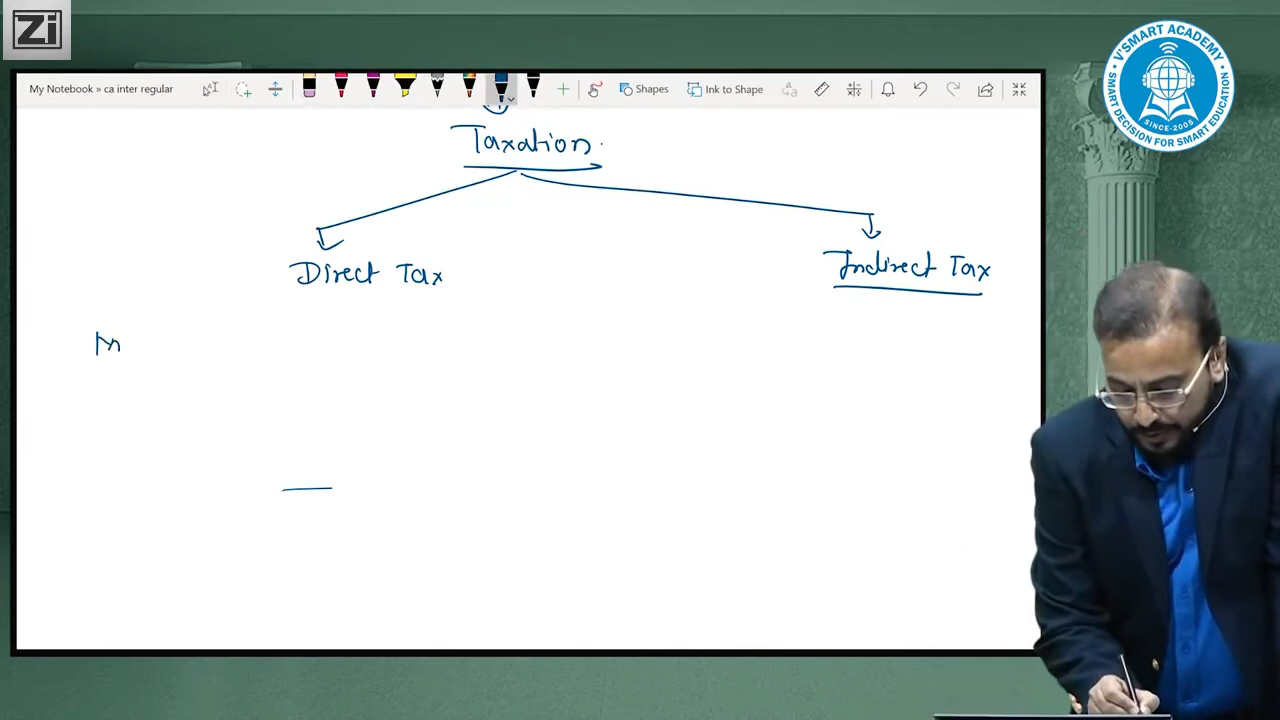 Zi
V'SMART ACADEMY
SINCE-2005
SMART DECISION FOR SMART EDUCATION
My Notebook » ca inter regular
Shapes
Ink to Shape
Taxation
Direct Tax
Indirect Tax